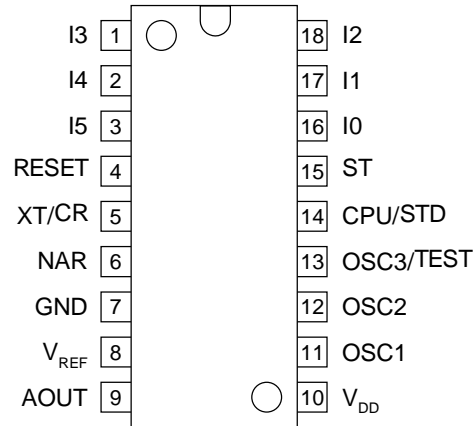 I3 1 18 I2
I4 2 17 I1
I5 3 16 I0
RESET 4 15 ST
XT/CR 5 14 CPU/STD
NAR 6 13 OSC3/TEST
GND 7 12 OSC2
VREF 8 11 OSC1
AOUT 9 10 VDD